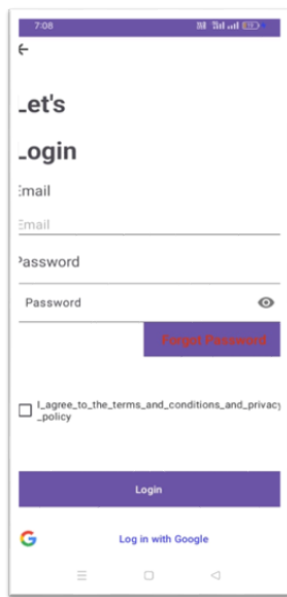 7:08
Let's
Login
Email
Email
Password
Password
Forgot Password
I_agree_to_the_terms_and_conditions_and_privacy
_policy
Login
Log in with Google